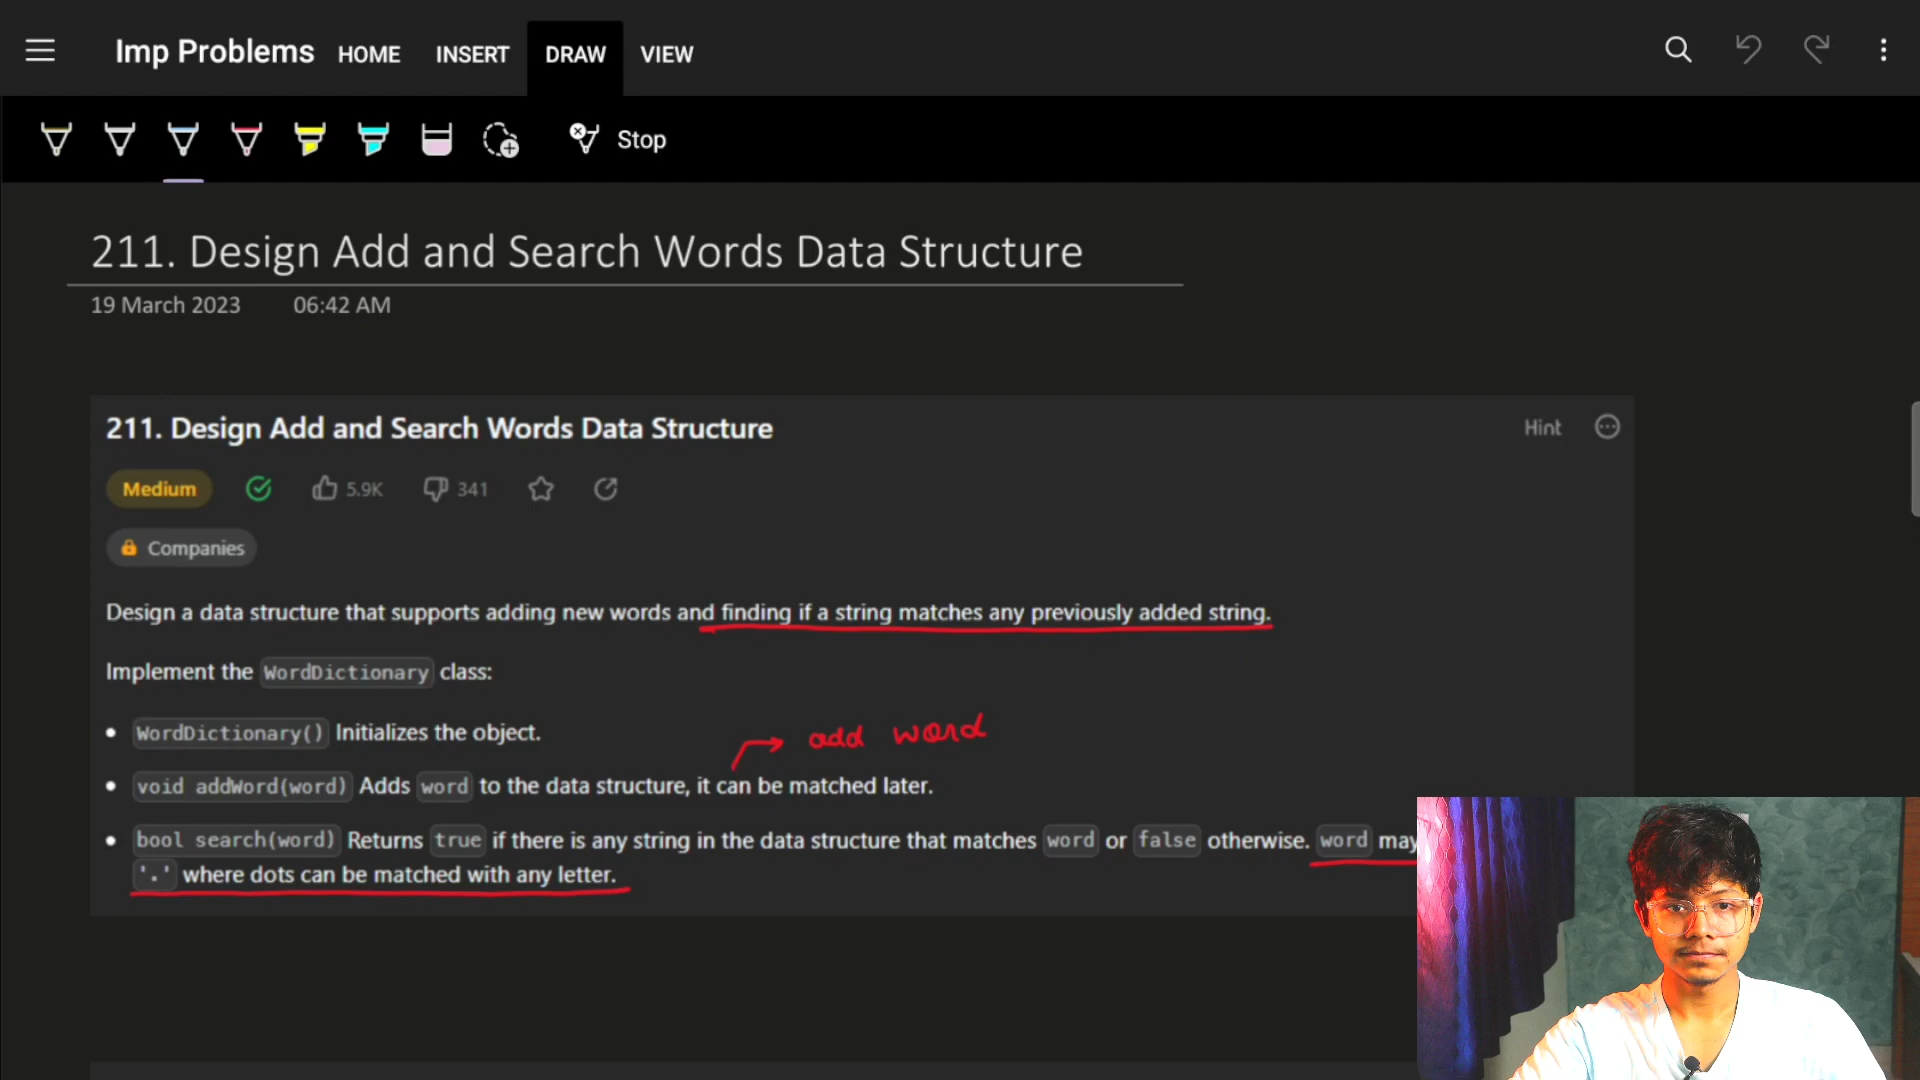 Imp Problems HOME INSERT DRAW VIEW
Stop
211. Design Add and Search Words Data Structure
19 March 2023 06:42 AM
211. Design Add and Search Words Data Structure Hint
Medium 5.9K 341
Companies
Design a data structure that supports adding new words and finding if a string matches any previously added string.
Implement the WordDictionary class:
• WordDictionary() Initializes the object.
add word
• void addWord(word) Adds word to the data structure, it can be matched later.
• bool search(word) Returns true if there is any string in the data structure that matches word or false otherwise. word may
'.' where dots can be matched with any letter.